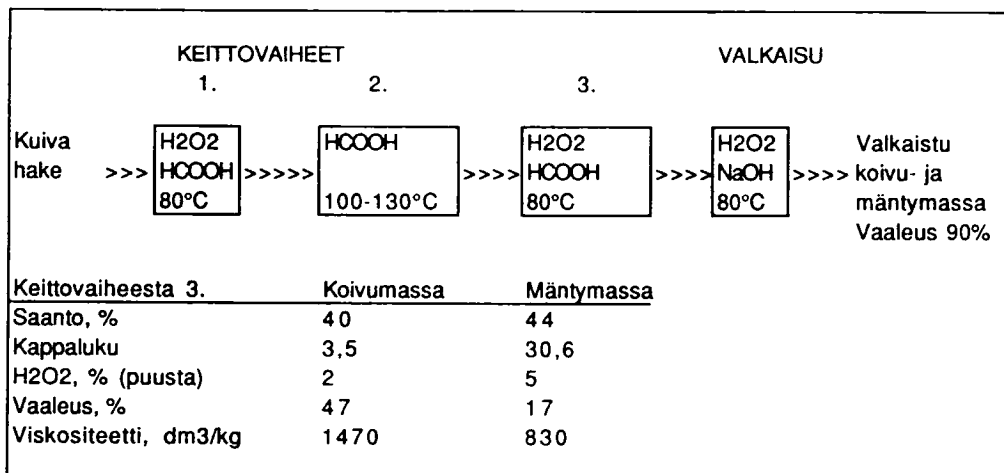 KEITTOVAIHEET VALKAISU
1. 2. 3.
Kuiva hake >>> H2O2 HCOOH 80°C >>>>> HCOOH 100-130°C >>>> H2O2 HCOOH 80°C >>>> H2O2 NaOH 80°C >>>> Valkaistu koivu- ja mäntymassa Vaaleus 90%
Keittovaiheesta 3. Koivumassa Mäntymassa
Saanto, % 40 44
Kappaluku 3,5 30,6
H2O2, % (puusta) 2 5
Vaaleus, % 47 17
Viskositeetti, dm3/kg 1470 830